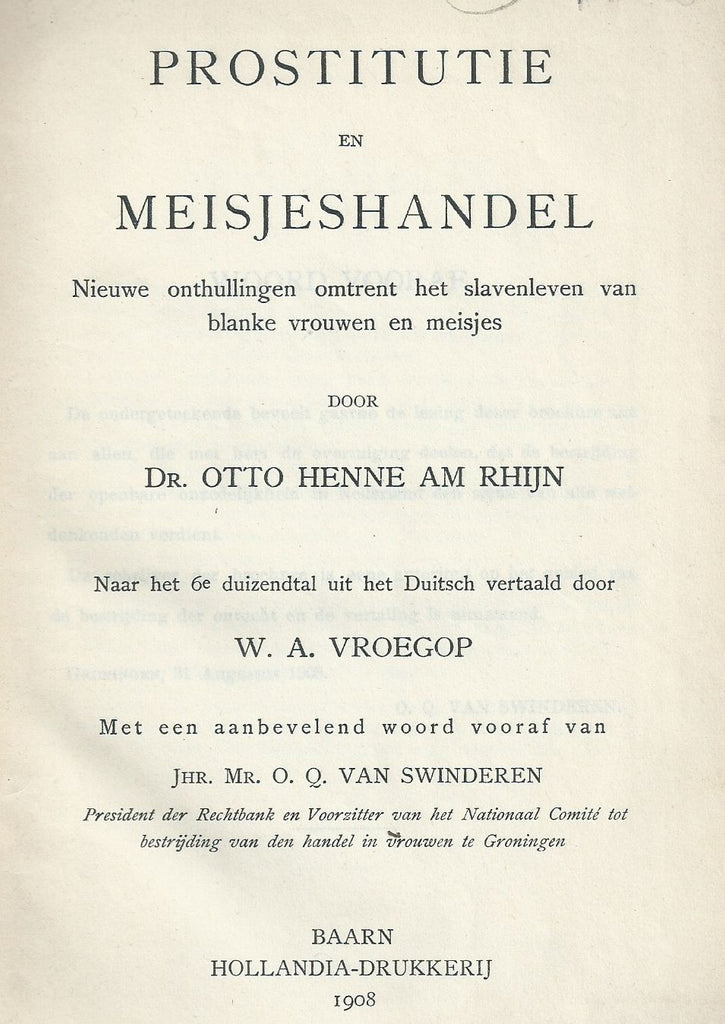 PROSTITUTIE
EN
MEISJESHANDEL
Nieuwe onthullingen omtrent het slavenleven van
blanke vrouwen en meisjes
DOOR
DR. OTTO HENNE AM RHIJN
Naar het 6e duizendtal uit het Duitsch vertaald door
W. A. VROEGOP
Met een aanbevelend woord vooraf van
JHR. MR. O. Q. VAN SWINDEREN
President der Rechtbank en Voorzitter van het Nationaal Comité tot
bestrijding van den handel in vrouwen te Groningen
BAARN
HOLLANDIA-DRUKKERIJ
1908